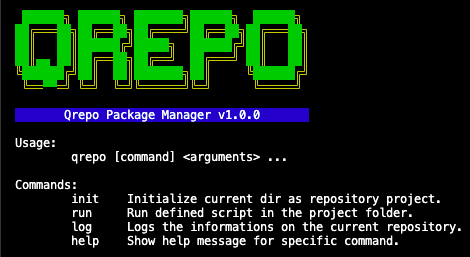 QREPO
Qrepo Package Manager v1.0.0
Usage:
qrepo [command] <arguments> ...
Commands:
init Initialize current dir as repository project.
run Run defined script in the project folder.
log Logs the informations on the current repository.
help Show help message for specific command.